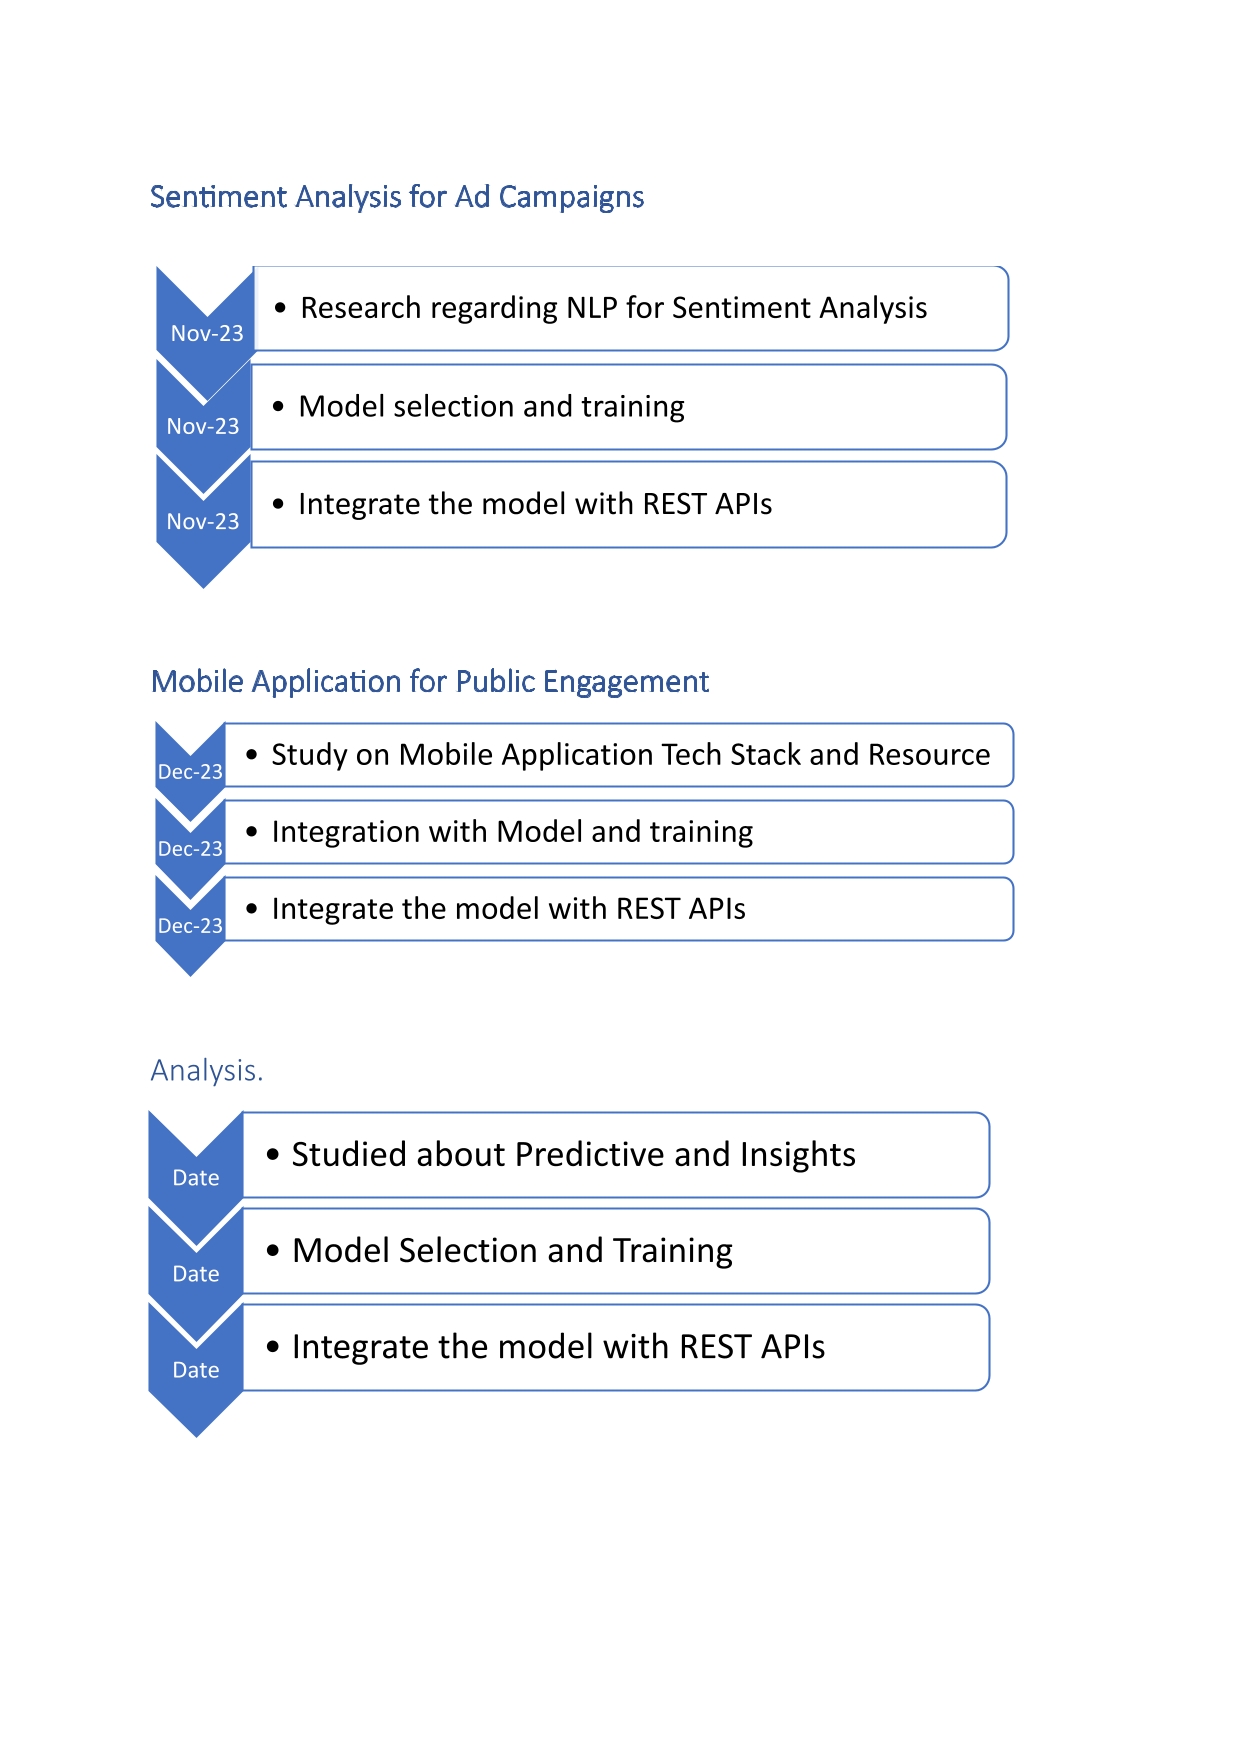 Sentiment Analysis for Ad Campaigns
Nov-23
• Research regarding NLP for Sentiment Analysis
Nov-23
• Model selection and training
Nov-23
• Integrate the model with REST APIs
Mobile Application for Public Engagement
Dec-23
• Study on Mobile Application Tech Stack and Resource
Dec-23
• Integration with Model and training
Dec-23
• Integrate the model with REST APIs
Analysis.
Date
• Studied about Predictive and Insights
Date
• Model Selection and Training
Date
• Integrate the model with REST APIs